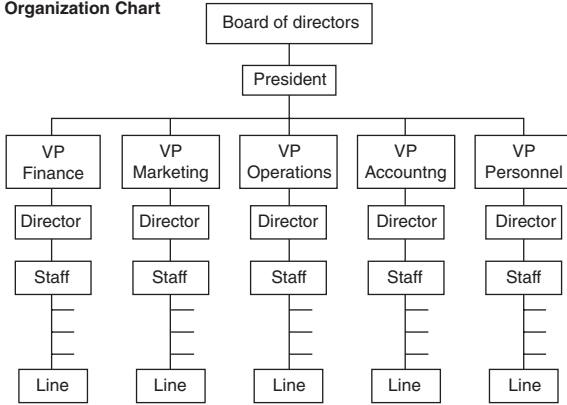 Organization Chart
Board of directors
President
VP
Finance
VP
Marketing
VP
Operations
VP
Accountng
VP
Personnel
Director
Director
Director
Director
Director
Staff
Staff
Staff
Staff
Staff
Line
Line
Line
Line
Line